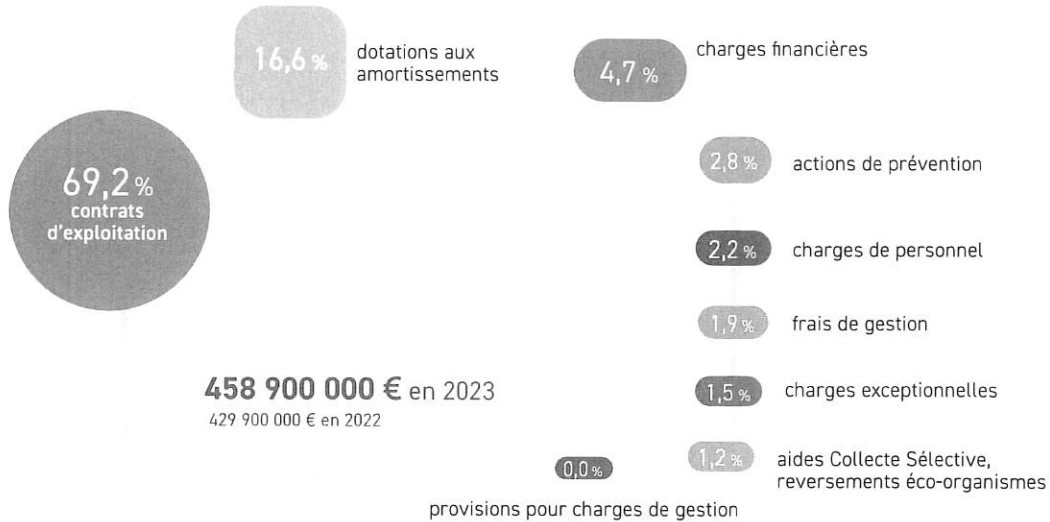 16,6 %
dotations aux
amortissements
4,7 %
charges financières
69,2 %
contrats
d'exploitation
2,8 %
actions de prévention
2,2 %
charges de personnel
1,9 %
frais de gestion
458 900 000 € en 2023
429 900 000 € en 2022
1,5 %
charges exceptionnelles
1,2 %
aides Collecte Sélective,
reversements éco-organismes
0,0 %
provisions pour charges de gestion